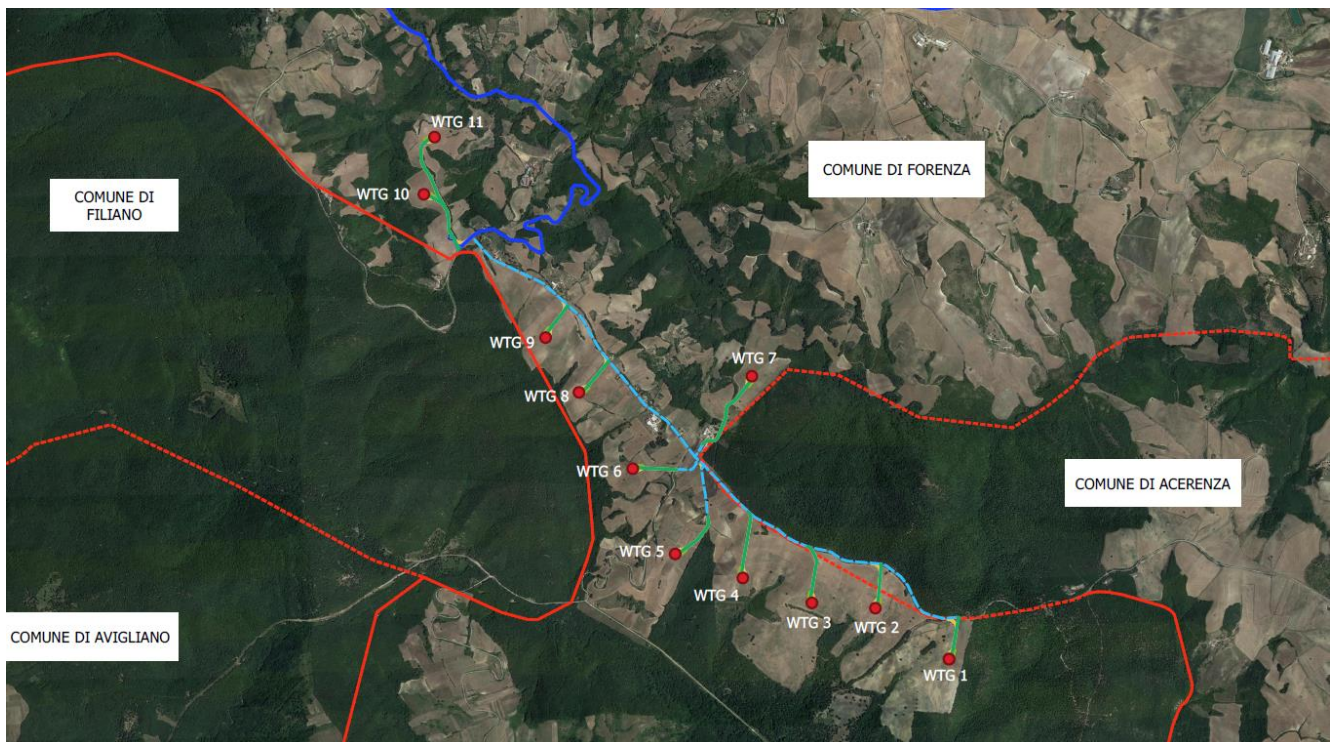 WTG 11
COMUNE DI FORENZA
COMUNE DI
FILIANO
WTG 10
WTG 9
WTG 7
WTG 8
WTG 6
COMUNE DI ACERENZA
WTG 5
WTG 4
WTG 3
WTG 2
COMUNE DI AVIGLIANO
WTG 1